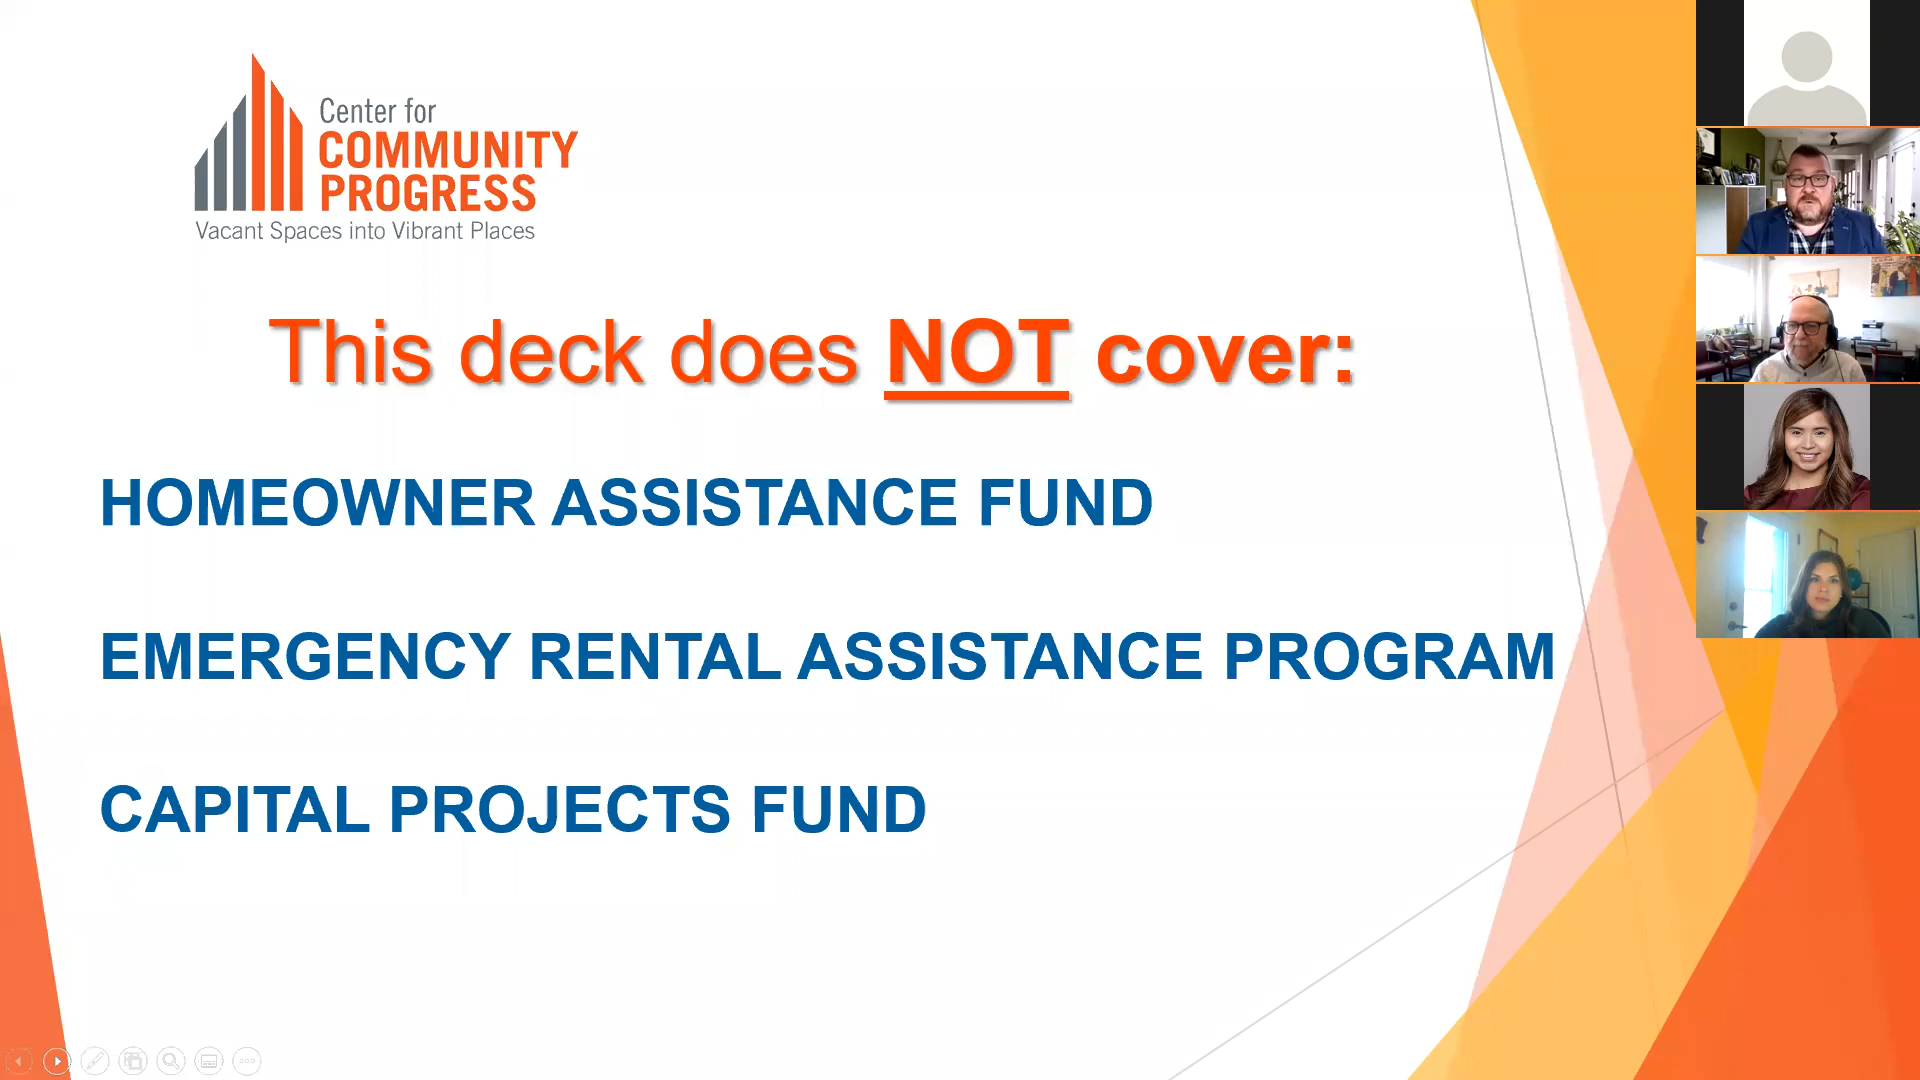 Center for
COMMUNITY
PROGRESS
Vacant Spaces into Vibrant Places
This deck does NOT cover:
HOMEOWNER ASSISTANCE FUND
EMERGENCY RENTAL ASSISTANCE PROGRAM
CAPITAL PROJECTS FUND